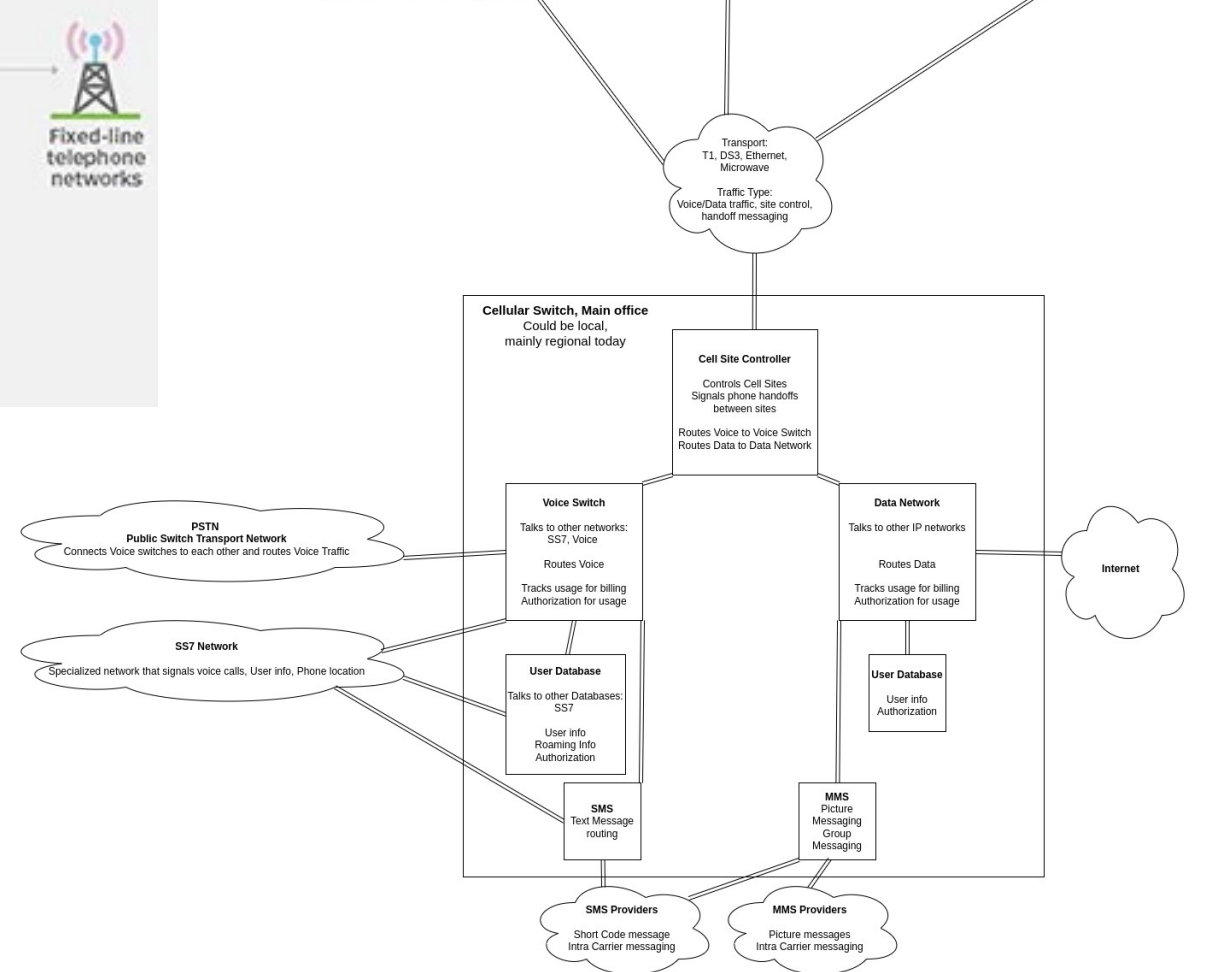 Fixed-line
telephone
networks
Transport:
T1, DS3, Ethernet,
Microwave
Traffic Type:
Voice/Data traffic, site control,
handoff messaging
Cellular Switch, Main office
Could be local,
mainly regional today
Cell Site Controller
Controls Cell Sites
Signals phone handoffs
between sites
Routes Voice to Voice Switch
Routes Data to Data Network
Voice Switch
Talks to other networks:
SS7, Voice
Routes Voice
Tracks usage for billing
Authorization for usage
Data Network
Talks to other IP networks
Routes Data
Tracks usage for billing
Authorization for usage
PSTN
Public Switch Transport Network
Connects Voice switches to each other and routes Voice Traffic
Internet
SS7 Network
Specialized network that signals voice calls, User info, Phone location
User Database
Talks to other Databases:
SS7
User info
Roaming Info
Authorization
User Database
User info
Authorization
SMS
Text Message
routing
MMS
Picture
Messaging
Group
Messaging
SMS Providers
Short Code message
Intra Carrier messaging
MMS Providers
Picture messages
Intra Carrier messaging